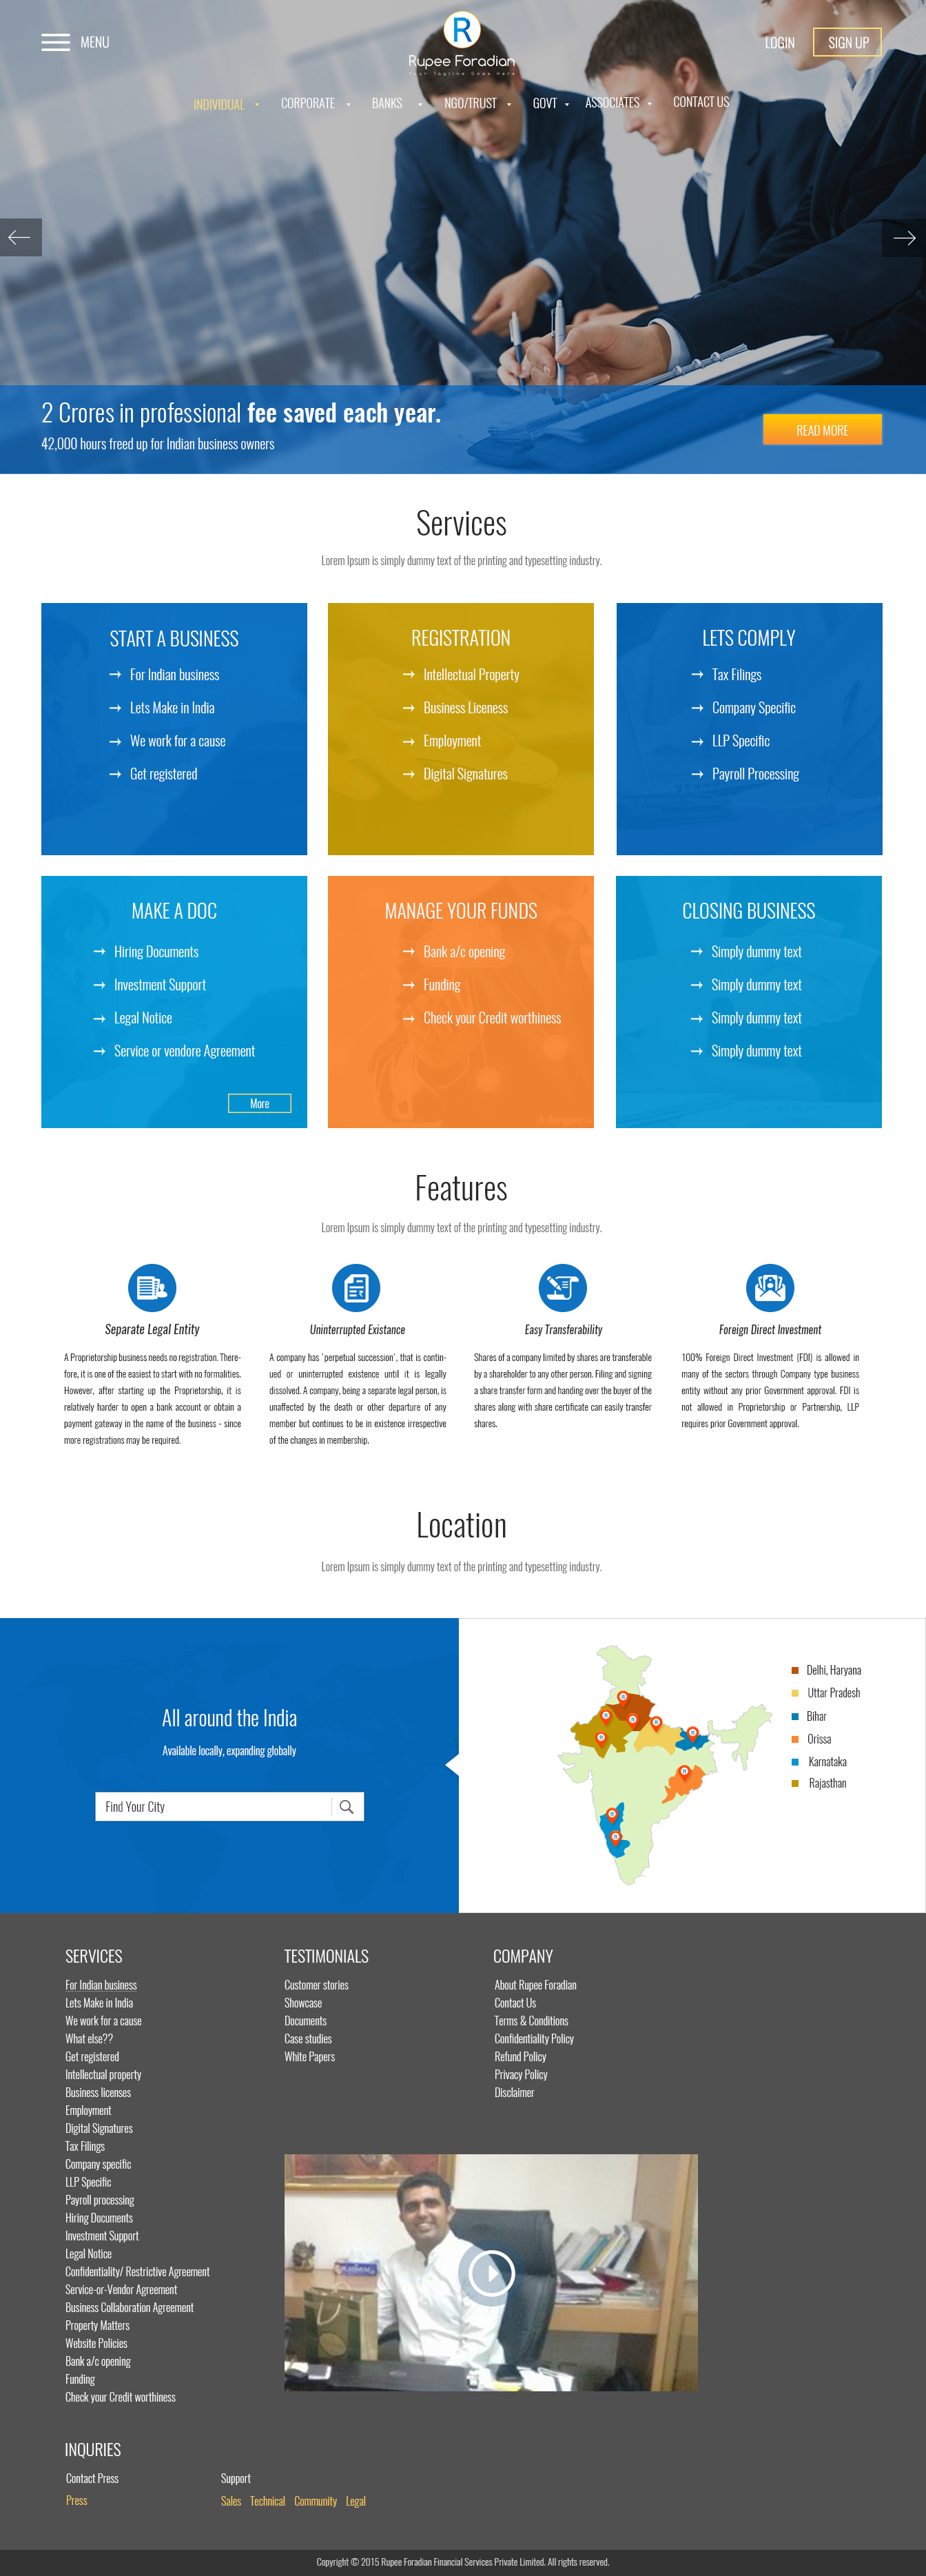 MENU
R
Rupee Foradian
Your Tagline Goes Here
LOGIN
SIGN UP
INDIVIDUAL
CORPORATE
BANKS
NGO/TRUST
GOVT
ASSOCIATES
CONTACT US
2 Crores in professional fee saved each year.
42,000 hours freed up for Indian business owners
READ MORE
Services
Lorem Ipsum is simply dummy text of the printing and typesetting industry.
START A BUSINESS
For Indian business
Lets Make in India
We work for a cause
Get registered
REGISTRATION
Intellectual Property
Business Liceness
Employment
Digital Signatures
LETS COMPLY
Tax Filings
Company Specific
LLP Specific
Payroll Processing
MAKE A DOC
Hiring Documents
Investment Support
Legal Notice
Service or vendore Agreement
More
MANAGE YOUR FUNDS
Bank a/c opening
Funding
Check your Credit worthiness
CLOSING BUSINESS
Simply dummy text
Simply dummy text
Simply dummy text
Simply dummy text
Features
Lorem Ipsum is simply dummy text of the printing and typesetting industry.
Separate Legal Entity
A Proprietorship business needs no registration. There-
fore, it is one of the easiest to start with no formalities.
However, after starting up the Proprietorship, it is
relatively harder to open a bank account or obtain a
payment gateway in the name of the business - since
more registrations may be required.
Uninterrupted Existance
A company has 'perpetual succession', that is contin-
ued or uninterrupted existence until it is legally
dissolved. A company, being a separate legal person, is
unaffected by the death or other departure of any
member but continues to be in existence irrespective
of the changes in membership.
Easy Transferability
Shares of a company limited by shares are transferable
by a shareholder to any other person. Filing and signing
a share transfer form and handing over the buyer of the
shares along with share certificate can easily transfer
shares.
Foreign Direct Investment
100% Foreign Direct Investment (FDI) is allowed in
many of the sectors through Company type business
entity without any prior Government approval. FDI is
not allowed in Proprietorship or Partnership, LLP
requires prior Government approval.
Location
Lorem Ipsum is simply dummy text of the printing and typesetting industry.
All around the India
Available locally, expanding globally
Find Your City
Delhi, Haryana
Uttar Pradesh
Bihar
Orissa
Karnataka
Rajasthan
SERVICES
For Indian business
Lets Make in India
We work for a cause
What else??
Get registered
Intellectual property
Business licenses
Employment
Digital Signatures
Tax Filings
Company specific
LLP Specific
Payroll processing
Hiring Documents
Investment Support
Legal Notice
Confidentiality/ Restrictive Agreement
Service-or-Vendor Agreement
Business Collaboration Agreement
Property Matters
Website Policies
Bank a/c opening
Funding
Check your Credit worthiness
TESTIMONIALS
Customer stories
Showcase
Documents
Case studies
White Papers
COMPANY
About Rupee Foradian
Contact Us
Terms & Conditions
Confidentiality Policy
Refund Policy
Privacy Policy
Disclaimer
INQURIES
Contact Press
Press
Support
Sales Technical Community Legal
Copyright © 2015 Rupee Foradian Financial Services Private Limited. All rights reserved.